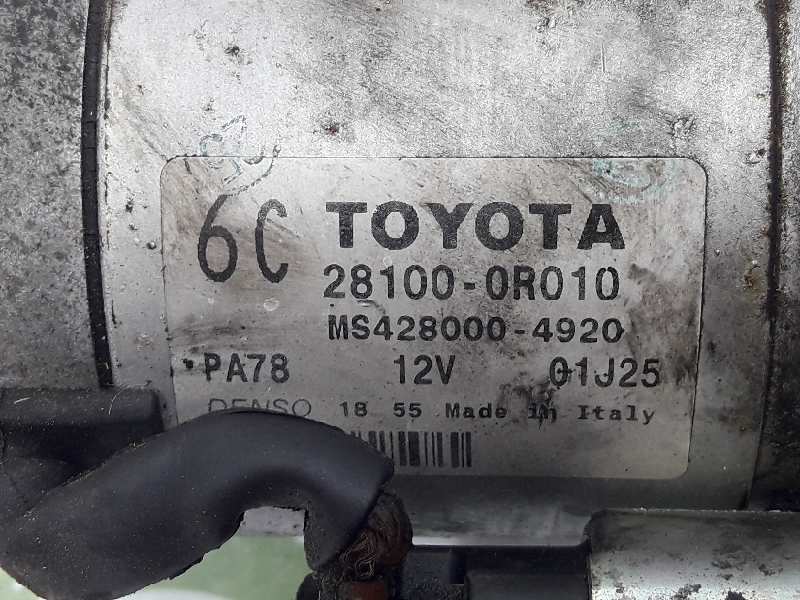 6C TOYOTA
28100-0R010
MS428000-4920
PA78 12V 01J25
DENSO 18 55 Made in Italy